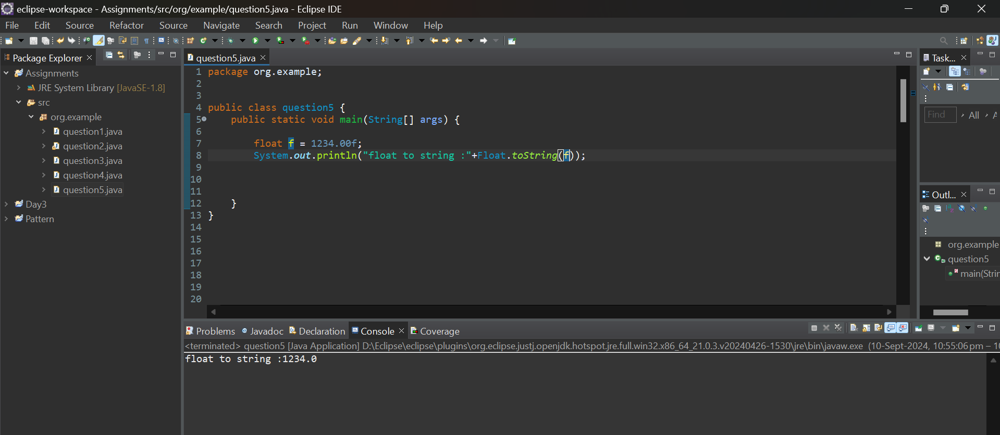 eclipse-workspace - Assignments/src/org/example/question5.java - Eclipse IDE
File Edit Source Refactor Source Navigate Search Project Run Window Help
Package Explorer
Assignments
JRE System Library [JavaSE-1.8]
src
org.example
question1.java
question2.java
question3.java
question4.java
question5.java
Day3
Pattern
question5.java
1 package org.example;
2
3
4 public class question5 {
5 public static void main(String[] args) {
6
7 float f = 1234.00f;
8 System.out.println("float to string :"+Float.toString(f));
9
10
11
12 }
13 }
14
15
16
17
18
19
20
Task...
Find All A
Outl...
org.example
question5
main(Strin
Problems Javadoc Declaration Console Coverage
<terminated> question5 [Java Application] D:\Eclipse\eclipse\plugins\org.eclipse.justj.openjdk.hotspot.jre.full.win32.x86_64_21.0.3.v20240426-1530\jre\bin\javaw.exe (10-Sept-2024, 10:55:06 pm – 10
float to string :1234.0